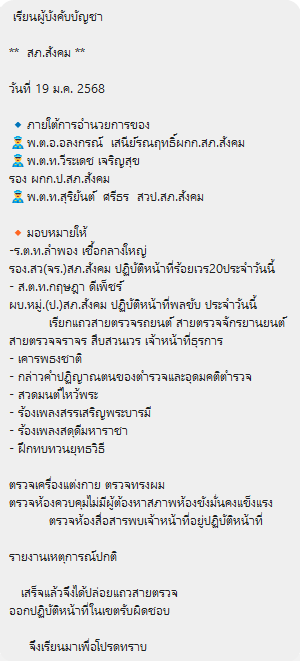 เรียนผู้บังคับบัญชา
** สภ.สังคม **
วันที่ 19 ม.ค. 2568
🔹ภายใต้การอำนวยการของ
👮พ.ต.อ.อลงกรณ์ เสนีย์รณฤทธิ์ผกก.สภ.สังคม
👮พ.ต.ท.วีระเดช เจริญสุข
รอง ผกก.ป.สภ.สังคม
👮พ.ต.ท.สุริยันต์ ศรีธร สวป.สภ.สังคม
🔸มอบหมายให้
-ร.ต.ท.ลำพอง เชื้อกลางใหญ่
รอง.สว(จร.)สภ.สังคม ปฏิบัติหน้าที่ร้อยเวร20ประจำวันนี้
- ส.ต.ท.กฤษฎา ดีเพ็ชร์
ผบ.หมู่.(ป.)สภ.สังคม ปฏิบัติหน้าที่พลขับ ประจำวันนี้
เรียกแถวสายตรวจรถยนต์ สายตรวจจักรยานยนต์
สายตรวจจราจร สืบสวนเวร เจ้าหน้าที่ธุรการ
- เคารพธงชาติ
- กล่าวคำปฏิญาณตนของตำรวจและอุดมคติตำรวจ
- สวดมนต์ไหว้พระ
- ร้องเพลงสรรเสริญพระบารมี
- ร้องเพลงสดุดีมหาราชา
- ฝึกทบทวนยุทธวิธี
ตรวจเครื่องแต่งกาย ตรวจทรงผม
ตรวจห้องควบคุมไม่มีผู้ต้องหาสภาพห้องขังมั่นคงแข็งแรง
ตรวจห้องสื่อสารพบเจ้าหน้าที่อยู่ปฏิบัติหน้าที่
รายงานเหตุการณ์ปกติ
เสร็จแล้วจึงได้ปล่อยแถวสายตรวจ
ออกปฏิบัติหน้าที่ในเขตรับผิดชอบ
จึงเรียนมาเพื่อโปรดทราบ